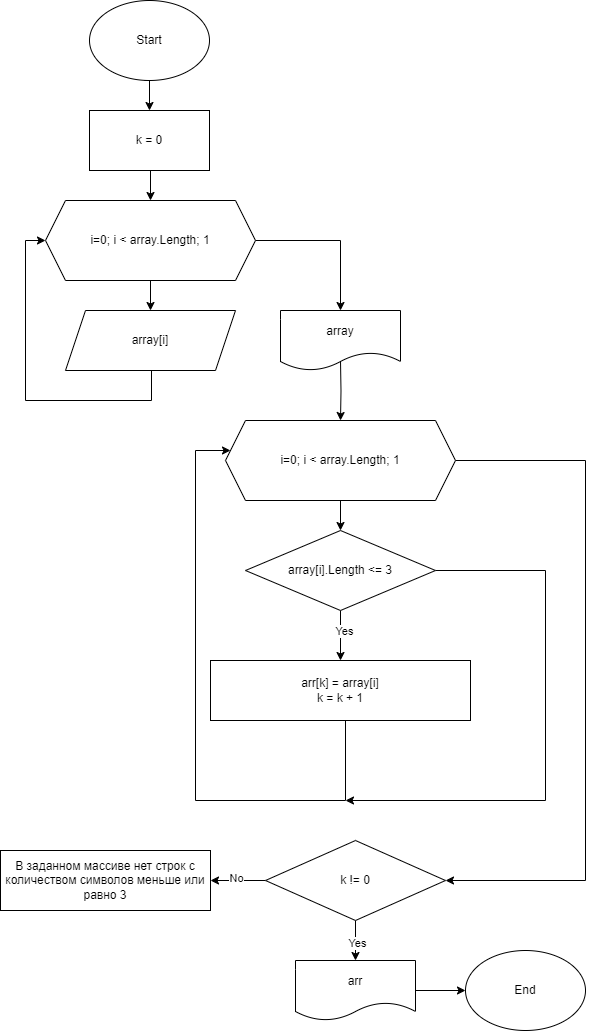 Start
k = 0
i=0; i < array.Length; 1
array[i]
array
i=0; i < array.Length; 1
array[i].Length <= 3
Yes
arr[k] = array[i]
k = k + 1
В заданном массиве нет строк с
количеством символов меньше или
равно 3
No
k != 0
Yes
arr
End